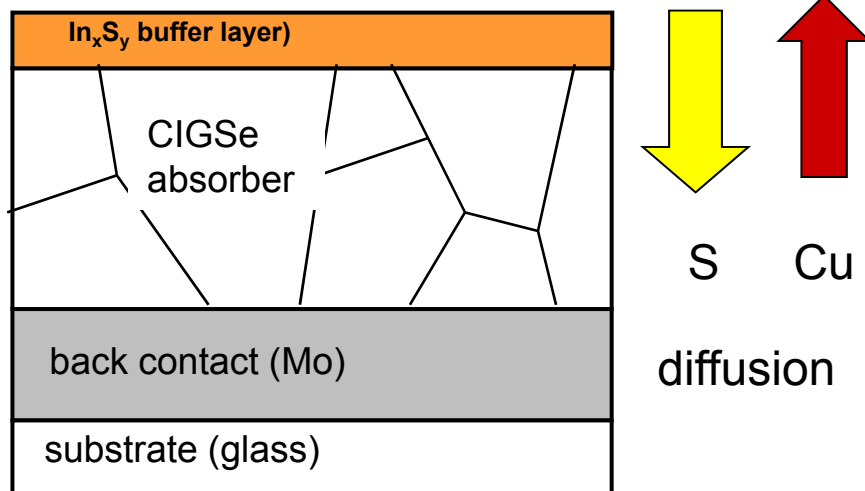 InxSy buffer layer)
CIGSe
absorber
S
Cu
back contact (Mo)
diffusion
substrate (glass)